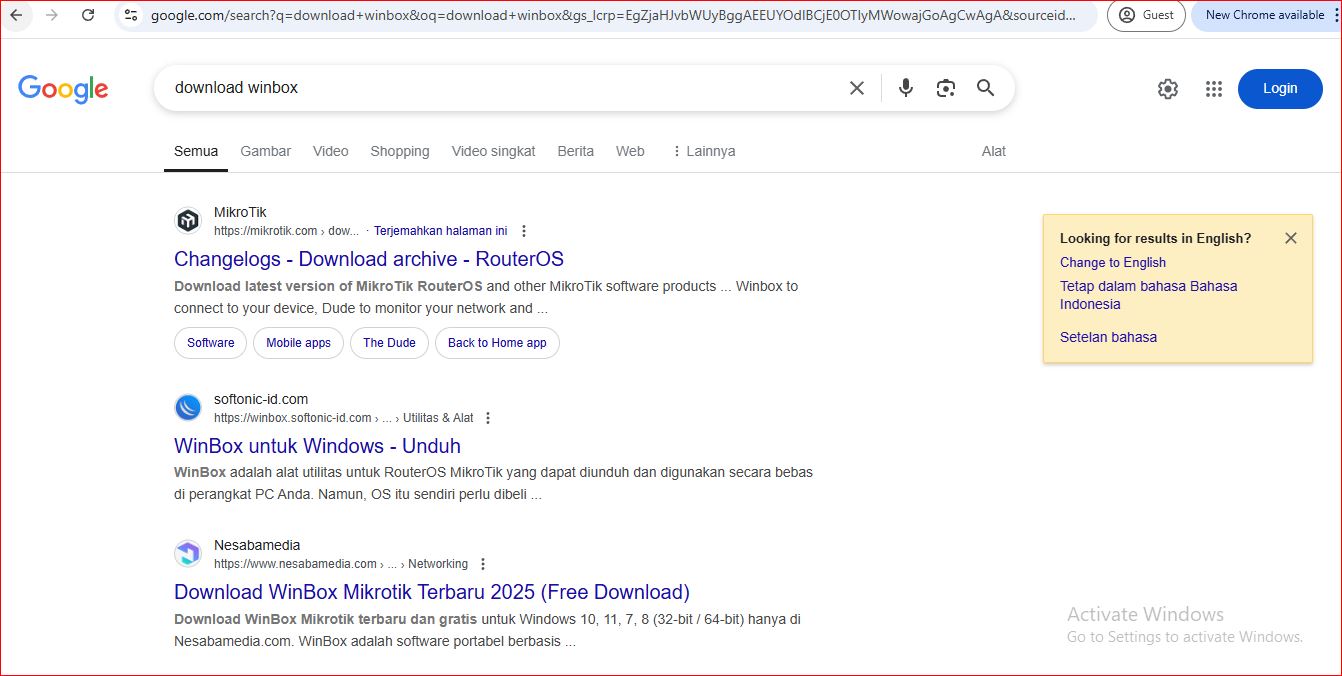 google.com/search?q=download+winbox&oq=download+winbox&gs_lcrp=EgZjaHJvbWUyBggAEEUYOdIBCjE0OTIyMWowajGoAgCwAgA&sourceid...
Guest
New Chrome available
Google
download winbox
Login
Semua Gambar Video Shopping Video singkat Berita Web Lainnya Alat
MikroTik
https://mikrotik.com › dow... · Terjemahkan halaman ini
Changelogs - Download archive - RouterOS
Download latest version of MikroTik RouterOS and other MikroTik software products ... Winbox to
connect to your device, Dude to monitor your network and ...
Software Mobile apps The Dude Back to Home app
softonic-id.com
https://winbox.softonic-id.com › ... › Utilitas & Alat
WinBox untuk Windows - Unduh
WinBox adalah alat utilitas untuk RouterOS MikroTik yang dapat diunduh dan digunakan secara bebas
di perangkat PC Anda. Namun, OS itu sendiri perlu dibeli ...
Nesabamedia
https://www.nesabamedia.com › ... › Networking
Download WinBox Mikrotik Terbaru 2025 (Free Download)
Download WinBox Mikrotik terbaru dan gratis untuk Windows 10, 11, 7, 8 (32-bit / 64-bit) hanya di
Nesabamedia.com. WinBox adalah software portabel berbasis ...
Looking for results in English?
Change to English
Tetap dalam bahasa Bahasa
Indonesia
Setelan bahasa
Activate Windows
Go to Settings to activate Windows.